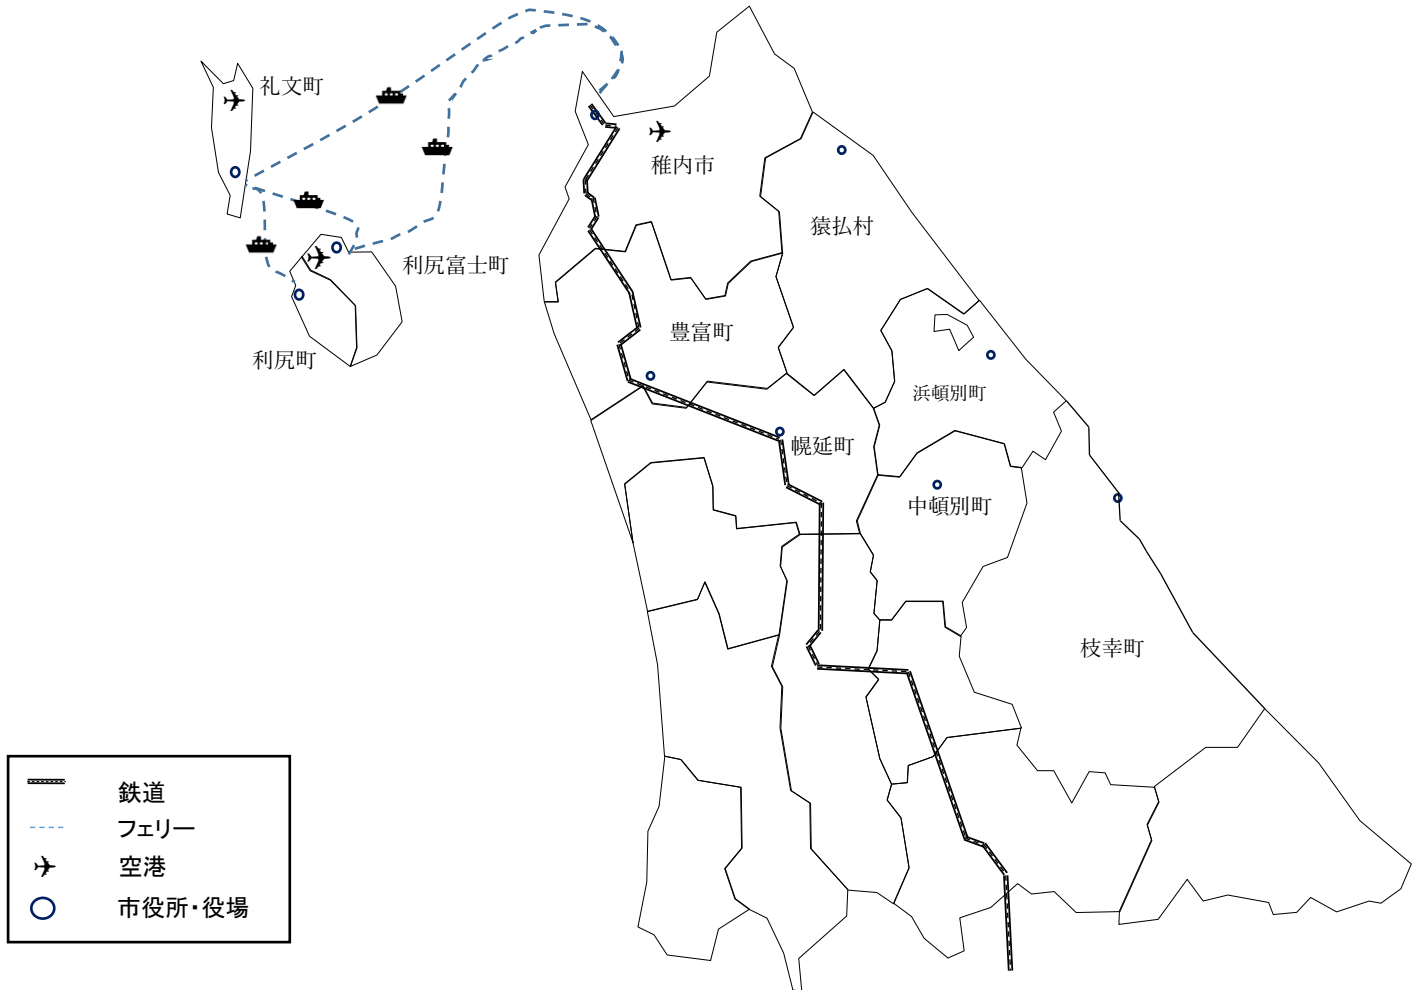 礼文町
稚内市
猿払村
利尻富士町
豊富町
利尻町
浜頓別町
幌延町
中頓別町
枝幸町
鉄道
フェリー
空港
市役所・役場